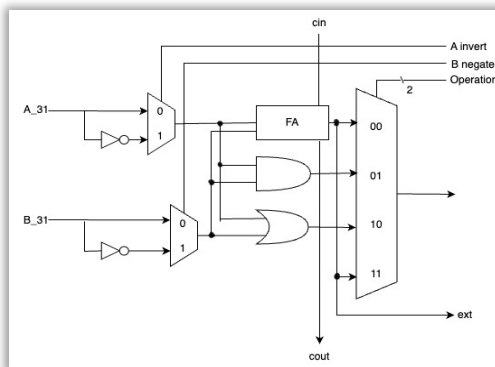 cin
A invert
B negate
Operation
2
A_31
0
1
FA
00
01
B_31
0
1
10
11
ext
cout